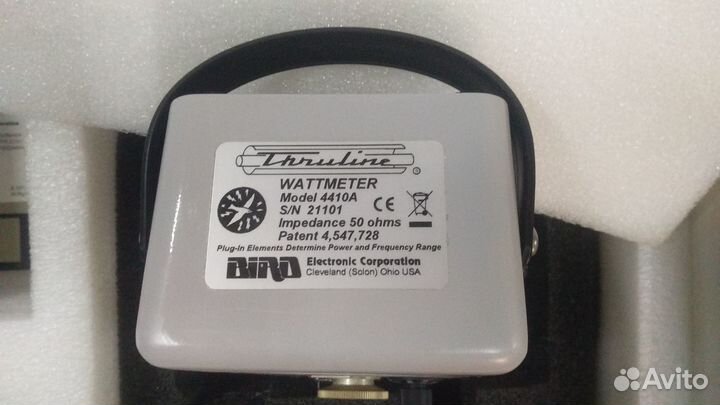 Thruline
®
WATTMETER
Model 4410A
S/N 21101
Impedance 50 ohms
Patent 4,547,728
CE
Plug-In Elements Determine Power and Frequency Range
BIRD Electronic Corporation
Cleveland (Solon) Ohio USA
Avito